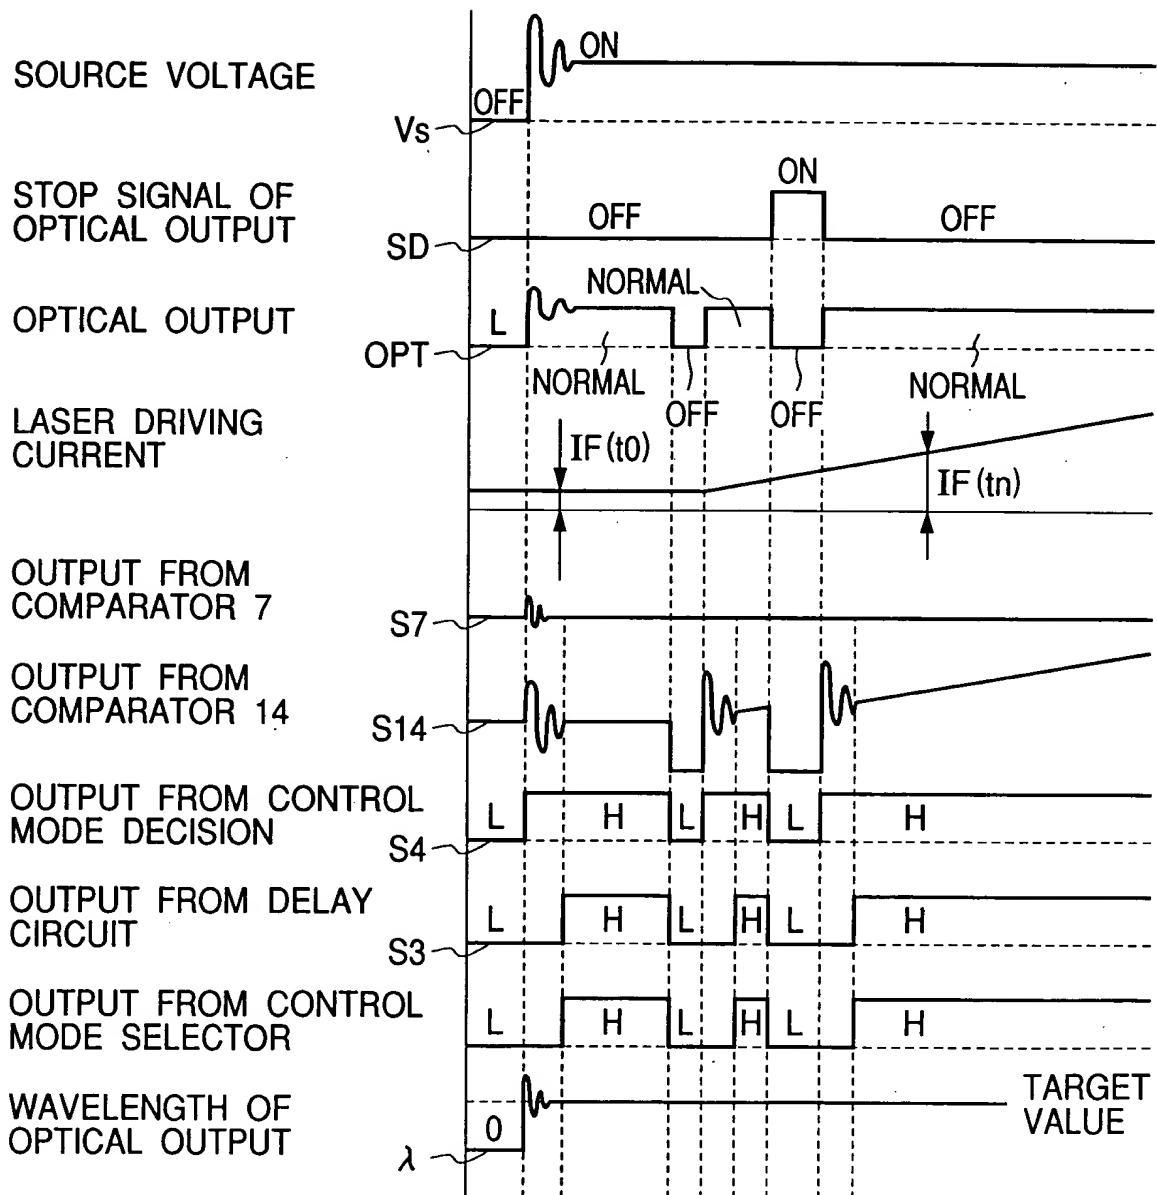 ON
SOURCE VOLTAGE
OFF
Vs
ON
STOP SIGNAL OF
OPTICAL OUTPUT
OFF
OFF
SD
NORMAL
OPTICAL OUTPUT
L
OPT
NORMAL
OFF
OFF
NORMAL
LASER DRIVING
CURRENT
IF (t0)
IF (tn)
OUTPUT FROM
COMPARATOR 7
S7
OUTPUT FROM
COMPARATOR 14
S14
OUTPUT FROM CONTROL
MODE DECISION
L
H
L
H
L
H
S4
OUTPUT FROM DELAY
CIRCUIT
L
H
L
H
L
H
S3
OUTPUT FROM CONTROL
MODE SELECTOR
L
H
L
H
L
H
WAVELENGTH OF
OPTICAL OUTPUT
0
λ
TARGET
VALUE